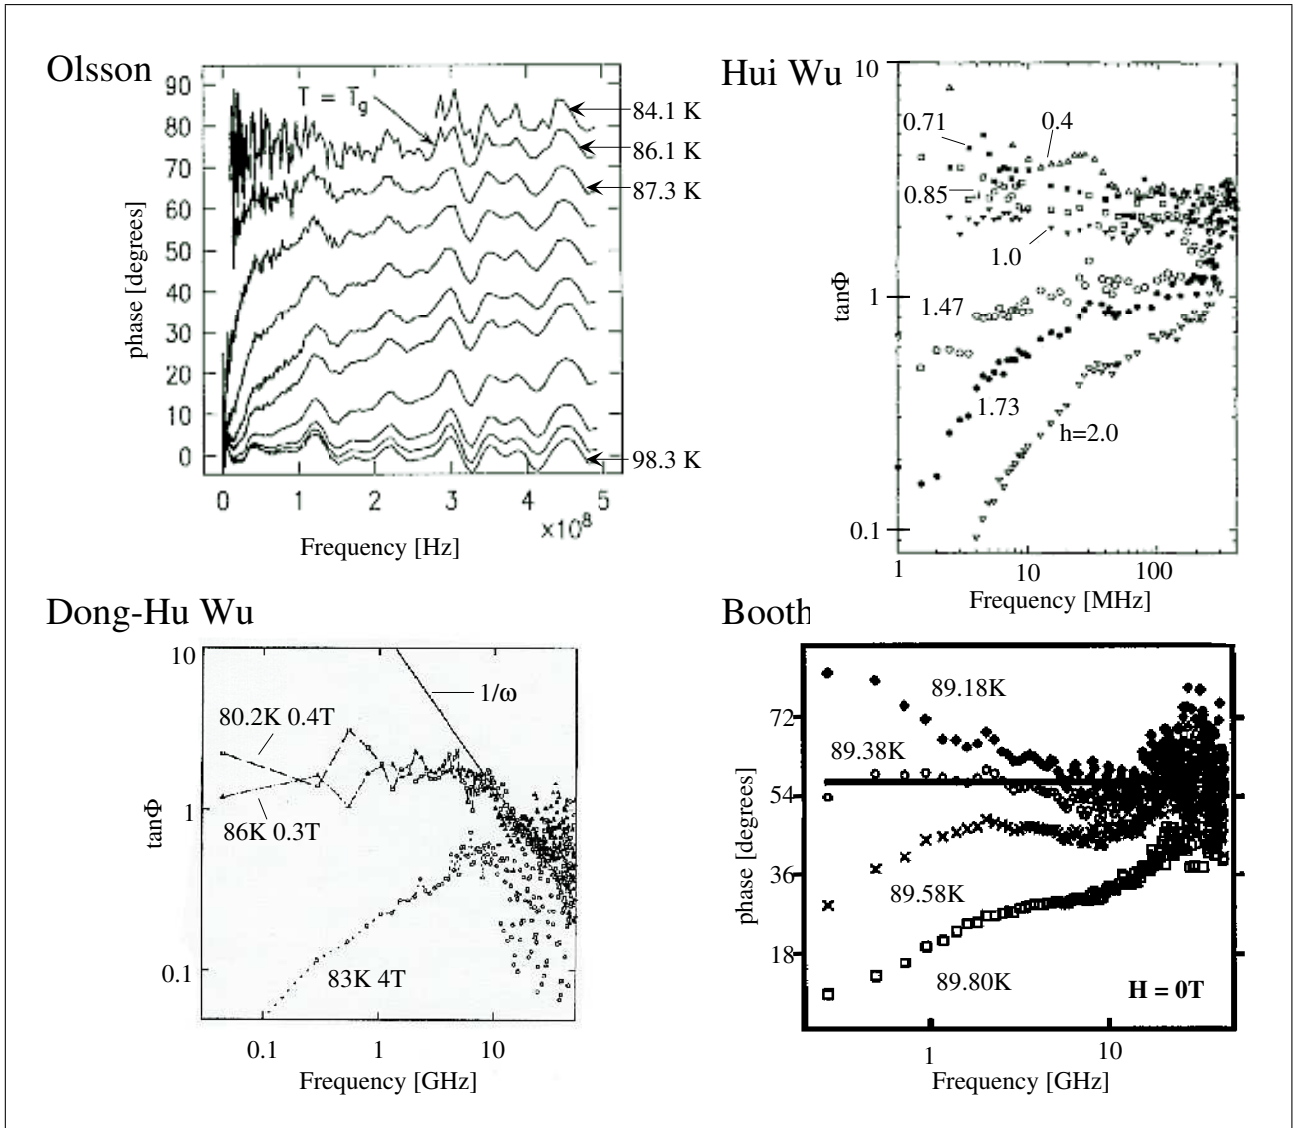 Olsson
90
80
70
60
50
40
30
20
10
0
phase [degrees]
T = Tg
84.1 K
86.1 K
87.3 K
98.3 K
0
1
2
3
4
5
×10⁸
Frequency [Hz]
Hui Wu
10
1
0.1
tanΦ
0.71
0.4
0.85
1.0
1.47
1.73
h=2.0
1
10
100
Frequency [MHz]
Dong-Hu Wu
10
1
0.1
tanΦ
1/ω
80.2K 0.4T
86K 0.3T
83K 4T
0.1
1
10
Frequency [GHz]
Booth
72
54
36
18
phase [degrees]
89.18K
89.38K
89.58K
89.80K
H = 0T
1
10
Frequency [GHz]